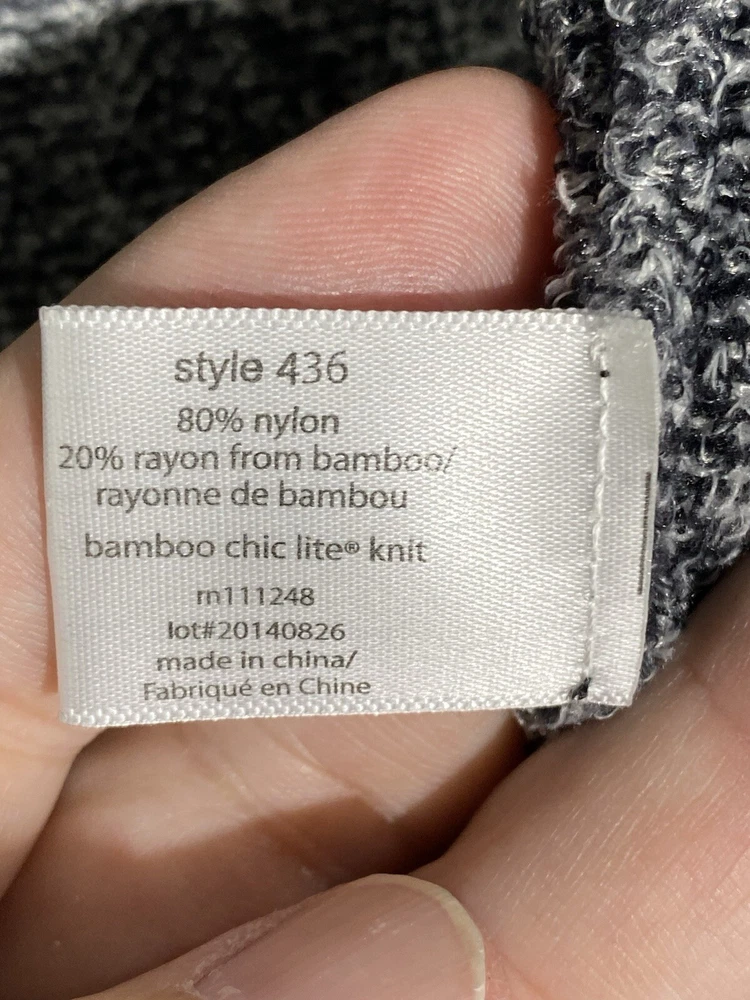 style 436
80% nylon
20% rayon from bamboo/
rayonne de bambou
bamboo chic lite® knit
rn111248
lot#20140826
made in china/
Fabriqué en Chine